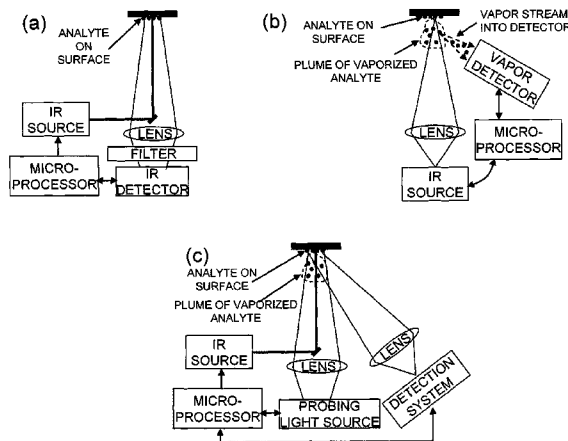 (a)
ANALYTE
ON
SURFACE
IR
SOURCE
LENS
FILTER
MICRO-
PROCESSOR
IR
DETECTOR
(b)
ANALYTE ON
SURFACE
PLUME OF VAPORIZED
ANALYTE
VAPOR STREAM
INTO DETECTOR
VAPOR
DETECTOR
LENS
MICRO-
PROCESSOR
IR SOURCE
(c)
ANALYTE ON
SURFACE
PLUME OF VAPORIZED
ANALYTE
IR
SOURCE
LENS
LENS
MICRO-
PROCESSOR
PROBING
LIGHT SOURCE
DETECTION
SYSTEM